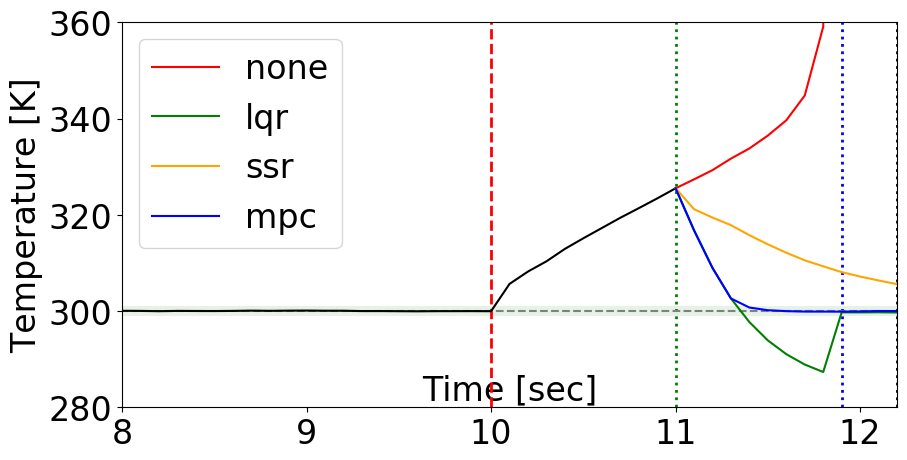 360
340
320
300
280
Temperature [K]
none
lqr
ssr
mpc
Time [sec]
8
9
10
11
12